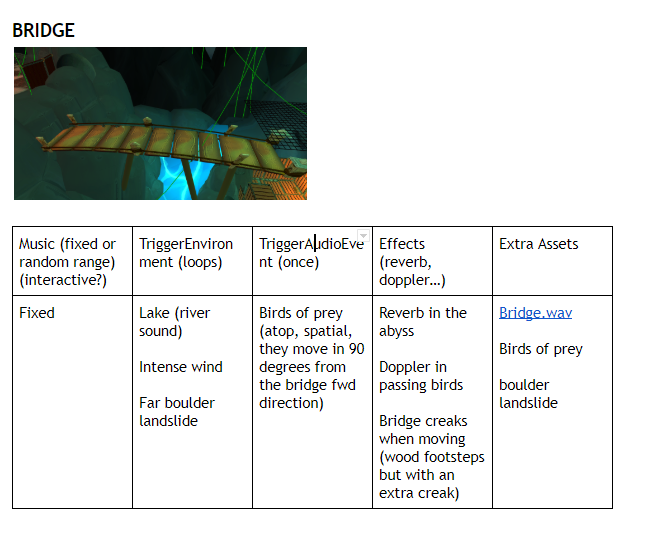 BRIDGE
Music (fixed or
random range)
(interactive?)
TriggerEnviron
ment (loops)
TriggerAudioEve
nt (once)
Effects
(reverb,
doppler...)
Extra Assets
Fixed
Lake (river
sound)
Intense wind
Far boulder
landslide
Birds of prey
(atop, spatial,
they move in 90
degrees from
the bridge fwd
direction)
Reverb in the
abyss
Doppler in
passing birds
Bridge creaks
when moving
(wood footsteps
but with an
extra creak)
Bridge.wav
Birds of prey
boulder
landslide